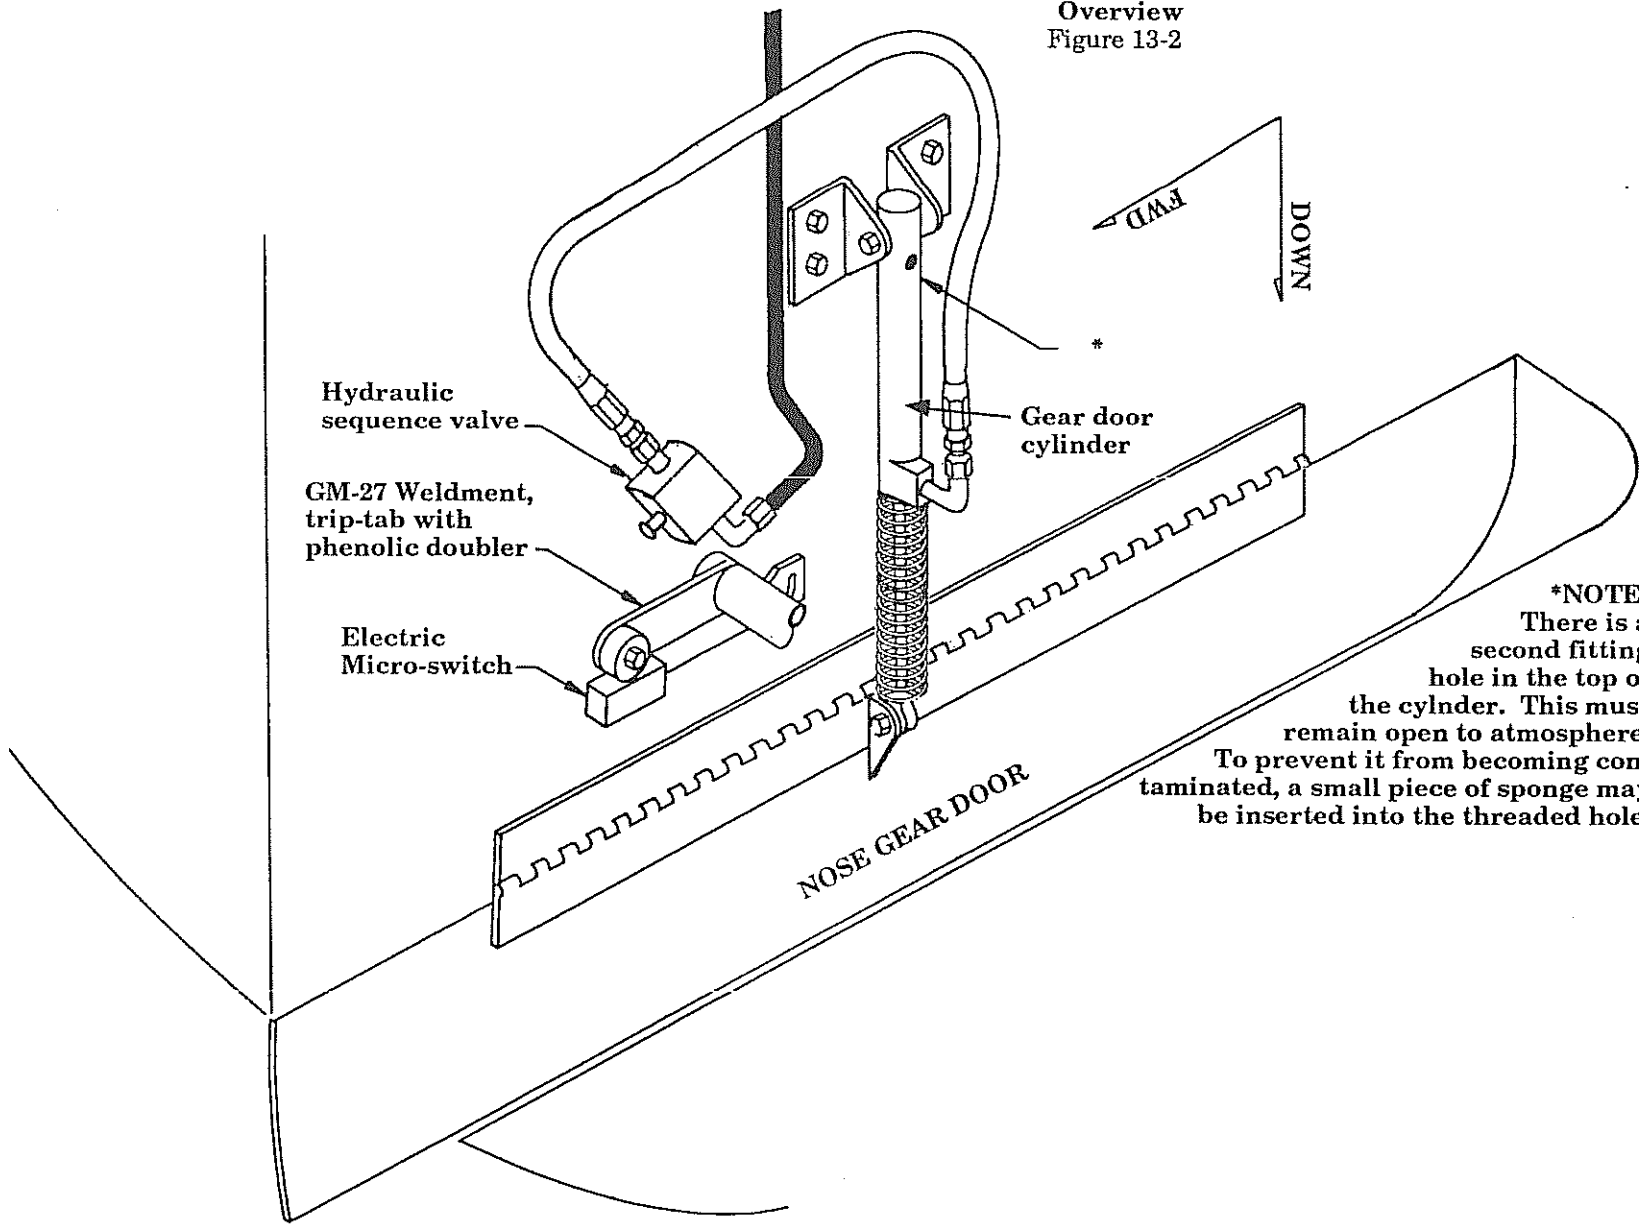 Overview
Figure 13-2
FWD
DOWN
*
Hydraulic
sequence valve
Gear door
cylinder
GM-27 Weldment,
trip-tab with
phenolic doubler
Electric
Micro-switch
*NOTE
There is a
second fitting
hole in the top o
the cylnder. This mus
remain open to atmosphere
To prevent it from becoming con
taminated, a small piece of sponge may
be inserted into the threaded hole
NOSE GEAR DOOR